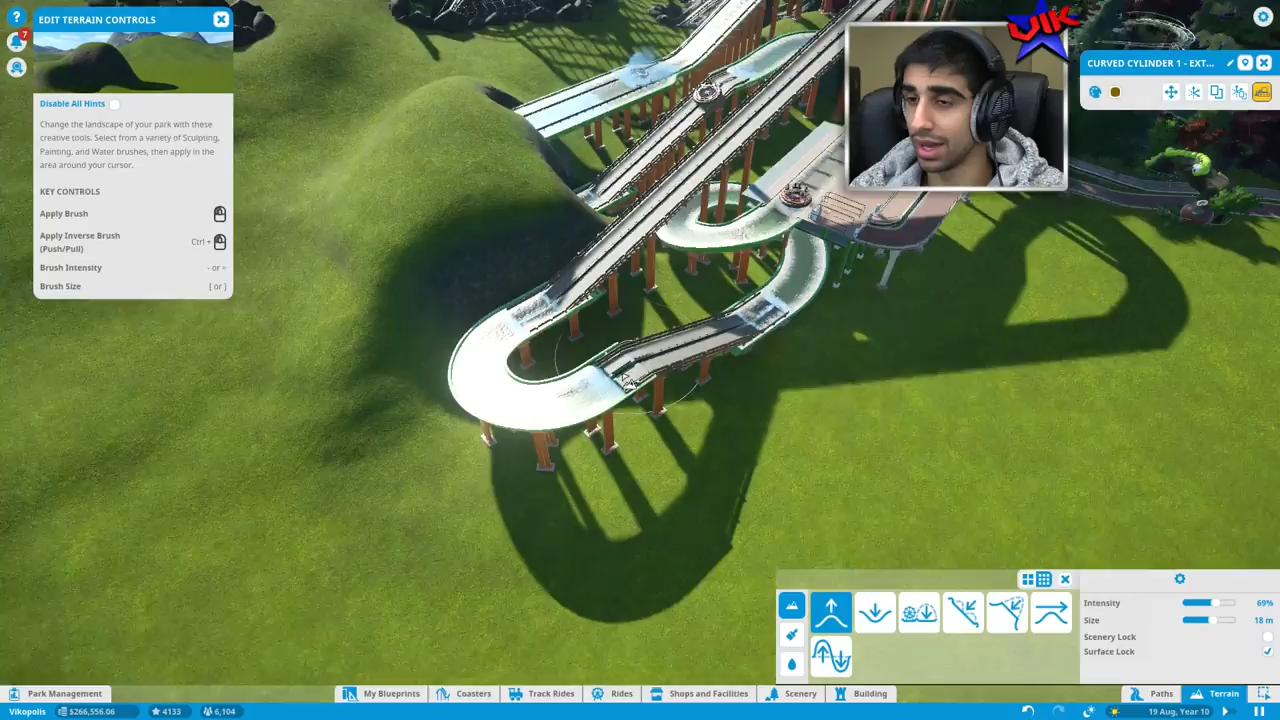 EDIT TERRAIN CONTROLS
Disable All Hints
Change the landscape of your park with these
creative tools. Select from a variety of Sculpting,
Painting, and Water brushes, then apply in the
area around your cursor.
KEY CONTROLS
Apply Brush
Apply Inverse Brush
(Push/Pull)
Ctrl +
Brush Intensity
- or =
Brush Size
[ or ]
7
VIK
CURVED CYLINDER 1 - EXT...
Intensity
69%
Size
18 m
Scenery Lock
Surface Lock
Park Management
My Blueprints
Coasters
Track Rides
Rides
Shops and Facilities
Scenery
Building
Paths
Terrain
Vikopolis
$266,556.06
4133
6,104
19 Aug, Year 10